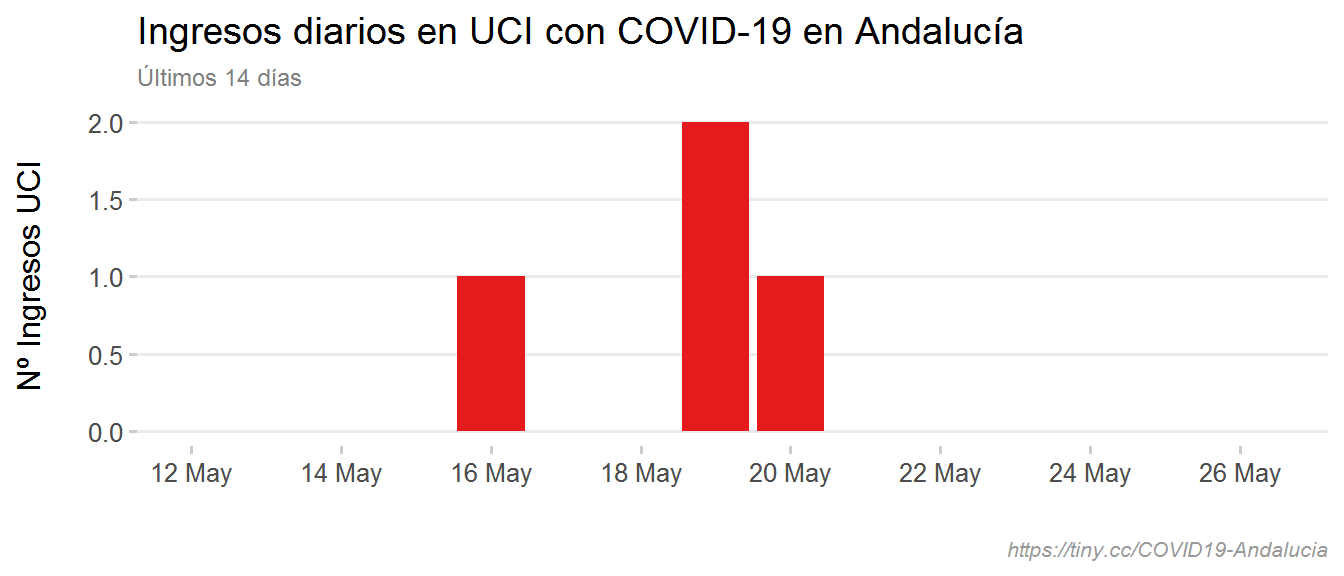 Ingresos diarios en UCI con COVID-19 en Andalucía
Últimos 14 días
Nº Ingresos UCI
2.0
1.5
1.0
0.5
0.0
12 May 14 May 16 May 18 May 20 May 22 May 24 May 26 May
https://tiny.cc/COVID19-Andalucia